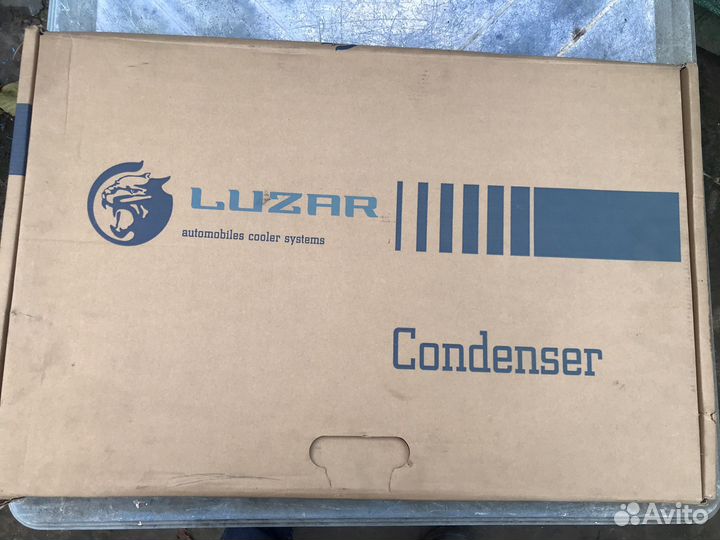 LUZAR
automobiles cooler systems
Condenser
Avito